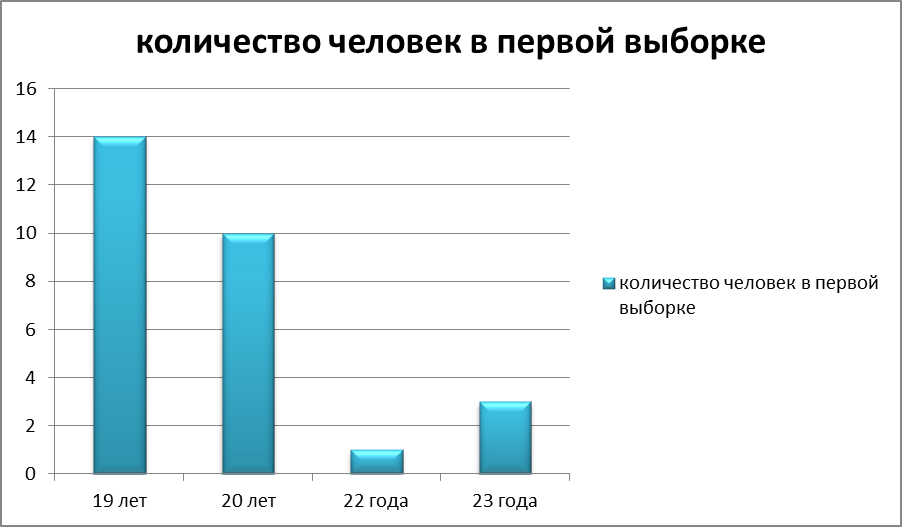 количество человек в первой выборке
16
14
12
10
8
6
4
2
0
19 лет
20 лет
22 года
23 года
количество человек в первой
выборке